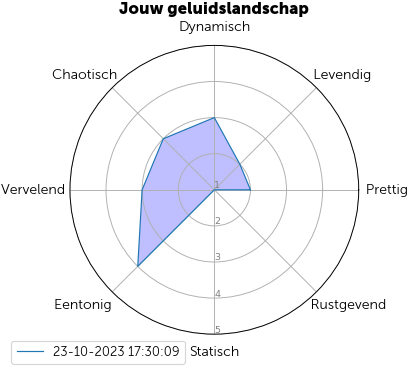 Jouw geluidslandschap
Dynamisch
Chaotisch
Levendig
Vervelend
1
Prettig
2
3
4
Eentonig
Rustgevend
5
23-10-2023 17:30:09
Statisch